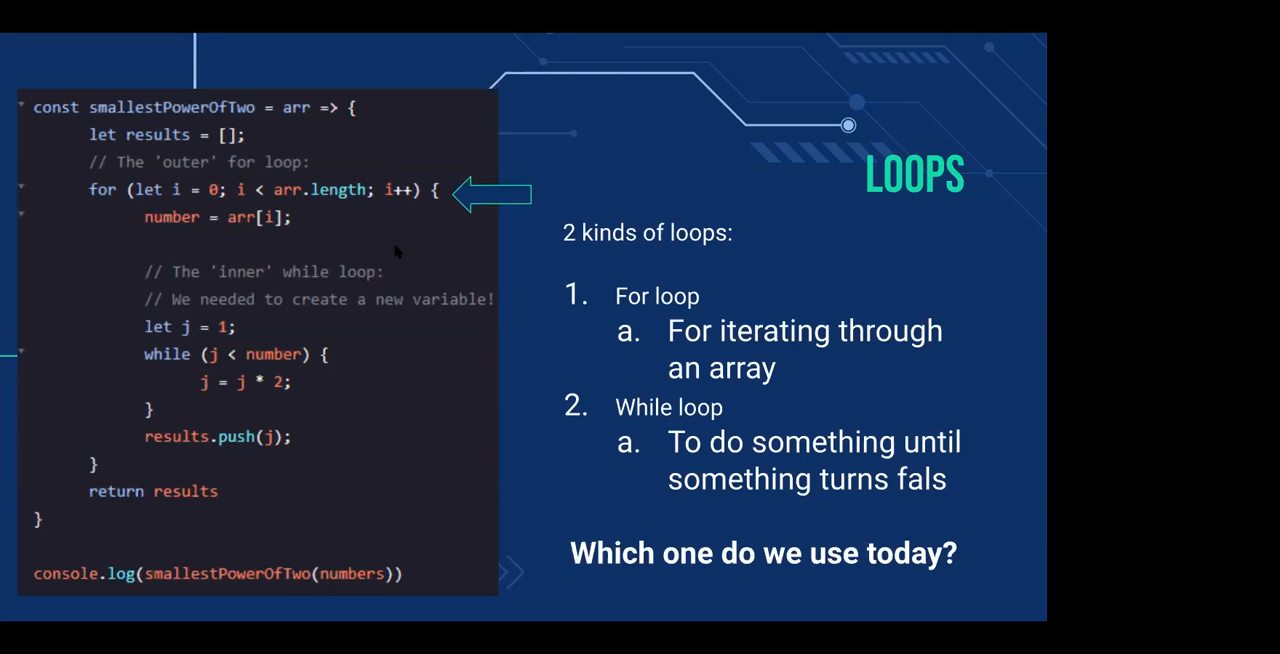 const smallestPowerOfTwo = arr => {
let results = [];
// The 'outer' for loop:
for (let i = 0; i < arr.length; i++) {
number = arr[i];
// The 'inner' while loop:
// We needed to create a new variable!
let j = 1;
while (j < number) {
j = j * 2;
}
results.push(j);
}
return results
}
console.log(smallestPowerOfTwo(numbers))
LOOPS
2 kinds of loops:
1. For loop
a. For iterating through
an array
2. While loop
a. To do something until
something turns fals
Which one do we use today?